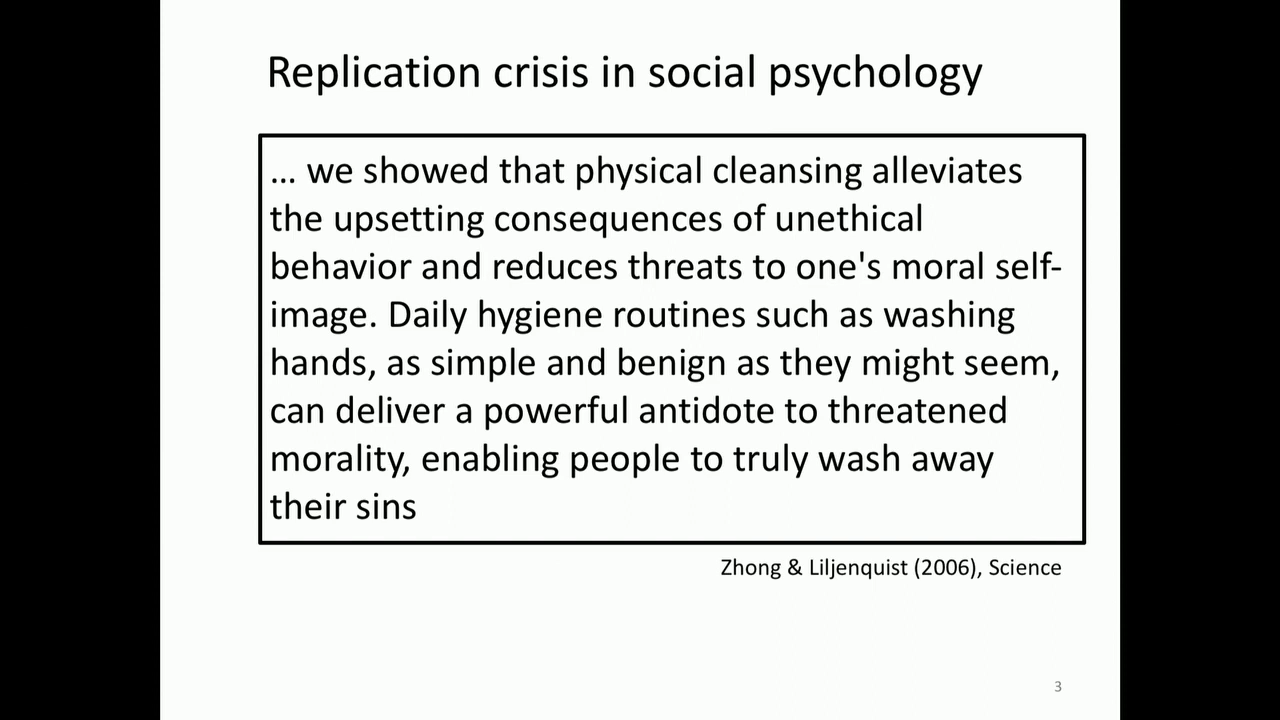 Replication crisis in social psychology
… we showed that physical cleansing alleviates
the upsetting consequences of unethical
behavior and reduces threats to one's moral self-
image. Daily hygiene routines such as washing
hands, as simple and benign as they might seem,
can deliver a powerful antidote to threatened
morality, enabling people to truly wash away
their sins
Zhong & Liljenquist (2006), Science
3